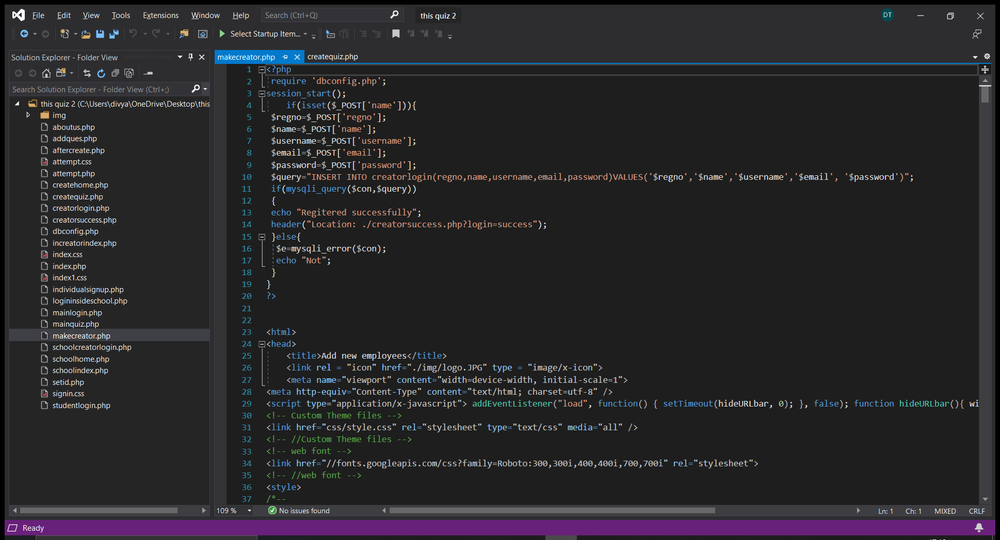 File Edit View Tools Extensions Window Help Search (Ctrl+Q) this quiz 2 DT
Select Startup Item...
Solution Explorer - Folder View
Search Solution Explorer - Folder View (Ctrl+;)
this quiz 2 (C:\Users\divya\OneDrive\Desktop\this
img
aboutus.php
addques.php
aftercreate.php
attempt.css
attempt.php
createhome.php
createquiz.php
creatorlogin.php
creatorsuccess.php
dbconfig.php
increatorindex.php
index.css
index.php
index1.css
individualsignup.php
logininsideschool.php
mainlogin.php
mainquiz.php
makecreator.php
schoolcreatorlogin.php
schoolhome.php
schoolindex.php
setid.php
signin.css
studentlogin.php
makecreator.php createquiz.php
1 <?php
2 require 'dbconfig.php';
3 session_start();
4 if(isset($_POST['name'])){
5 $regno=$_POST['regno'];
6 $name=$_POST['name'];
7 $username=$_POST['username'];
8 $email=$_POST['email'];
9 $password=$_POST['password'];
10 $query="INSERT INTO creatorlogin(regno,name,username,email,password)VALUES('$regno','$name','$username','$email', '$password')";
11 if(mysqli_query($con,$query))
12 {
13 echo "Regitered successfully";
14 header("Location: ./creatorsuccess.php?login=success");
15 }else{
16 $e=mysqli_error($con);
17 echo "Not";
18 }
19 }
20 ?>
21
22
23 <html>
24 <head>
25 <title>Add new employees</title>
26 <link rel = "icon" href="./img/logo.JPG" type = "image/x-icon">
27 <meta name="viewport" content="width=device-width, initial-scale=1">
28 <meta http-equiv="Content-Type" content="text/html; charset=utf-8" />
29 <script type="application/x-javascript"> addEventListener("load", function() { setTimeout(hideURLbar, 0); }, false); function hideURLbar(){ wi
30 <!-- Custom Theme files -->
31 <link href="css/style.css" rel="stylesheet" type="text/css" media="all" />
32 <!-- //Custom Theme files -->
33 <!-- web font -->
34 <link href="//fonts.googleapis.com/css?family=Roboto:300,300i,400,400i,700,700i" rel="stylesheet">
35 <!-- //web font -->
36 <style>
37 /*--
109 % No issues found Ln: 1 Ch: 1 MIXED CRLF
Ready